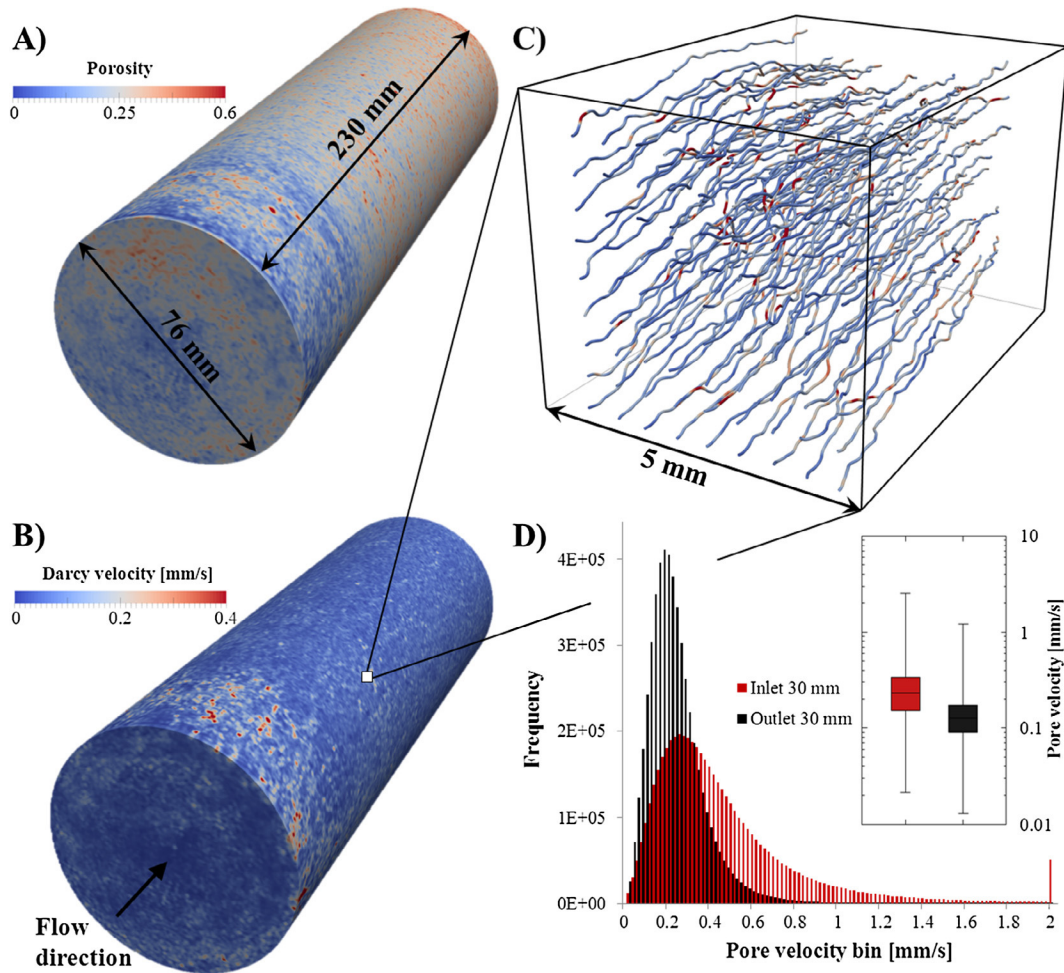 A)
Porosity
0 0.25 0.6
230 mm
76 mm
B)
Darcy velocity [mm/s]
0 0.2 0.4
Flow
direction
C)
5 mm
D)
4E+05
3E+05
2E+05
1E+05
0E+00
Frequency
Inlet 30 mm
Outlet 30 mm
10
1
0.1
0.01
Pore velocity [mm/s]
0 0.2 0.4 0.6 0.8 1 1.2 1.4 1.6 1.8 2
Pore velocity bin [mm/s]